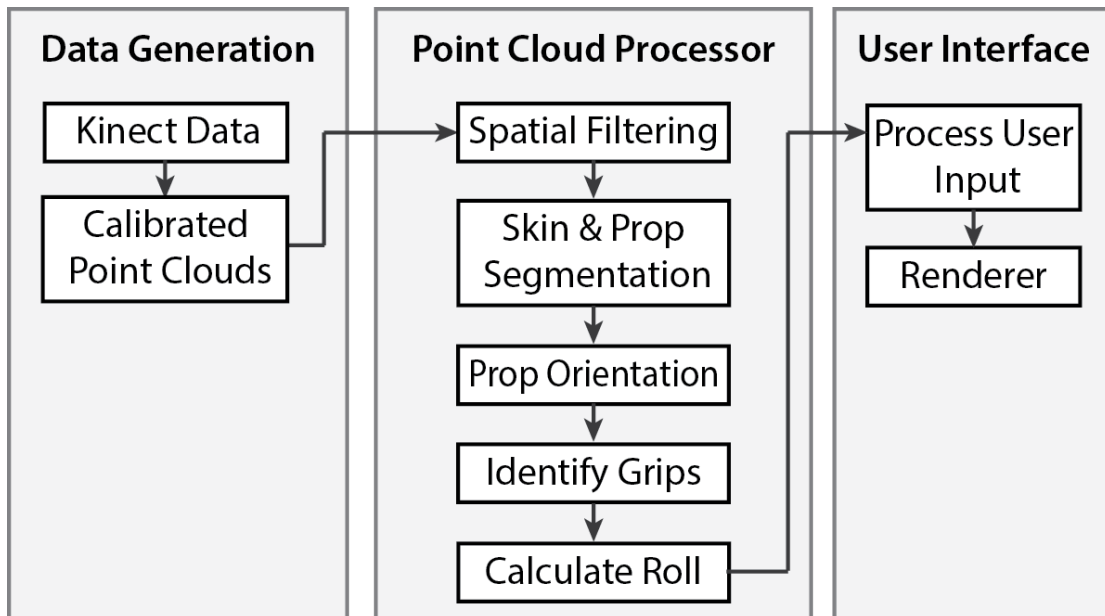 Data Generation
Kinect Data
Calibrated
Point Clouds
Point Cloud Processor
Spatial Filtering
Skin & Prop
Segmentation
Prop Orientation
Identify Grips
Calculate Roll
User Interface
Process User
Input
Renderer